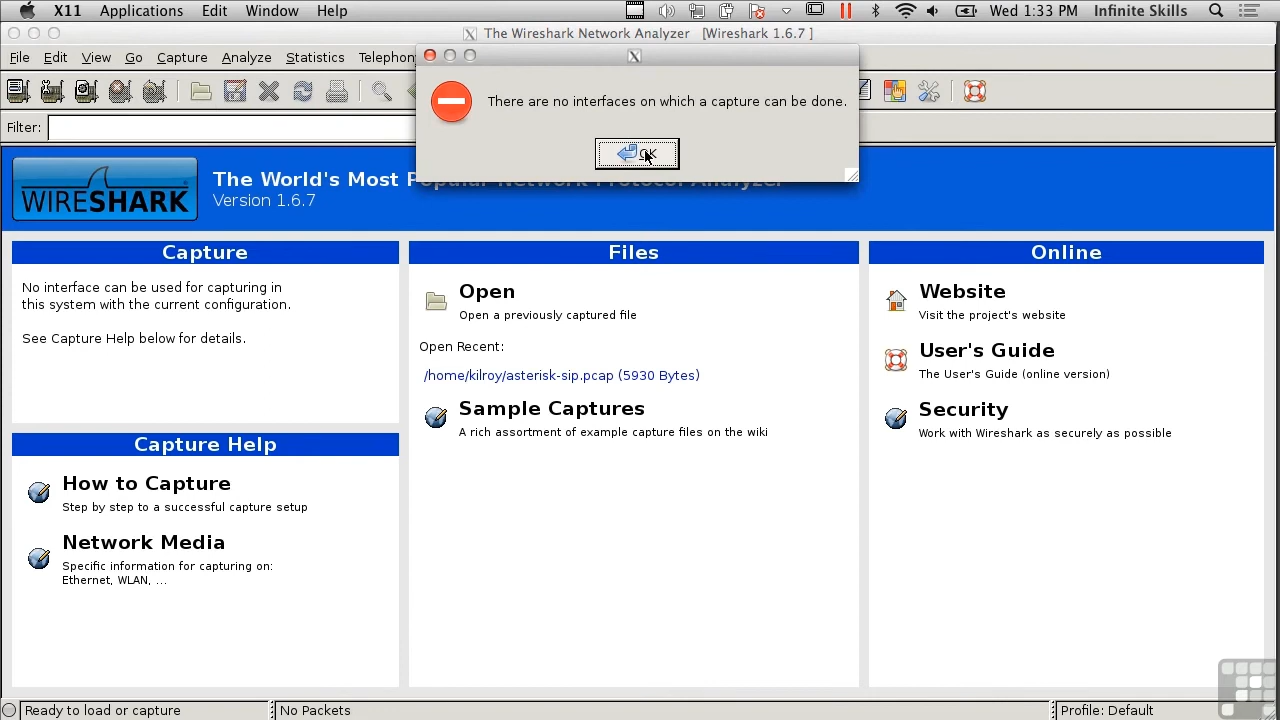 X11 Applications Edit Window Help Wed 1:33 PM Infinite Skills
The Wireshark Network Analyzer [Wireshark 1.6.7 ]
File Edit View Go Capture Analyze Statistics Telephon
There are no interfaces on which a capture can be done.
Filter:
OK
WIRESHARK
The World's Most Popular Network Protocol Analyzer
Version 1.6.7
Capture
No interface can be used for capturing in
this system with the current configuration.
See Capture Help below for details.
Capture Help
How to Capture
Step by step to a successful capture setup
Network Media
Specific information for capturing on:
Ethernet, WLAN, ...
Files
Open
Open a previously captured file
Open Recent:
/home/kilroy/asterisk-sip.pcap (5930 Bytes)
Sample Captures
A rich assortment of example capture files on the wiki
Online
Website
Visit the project's website
User's Guide
The User's Guide (online version)
Security
Work with Wireshark as securely as possible
Ready to load or capture
No Packets
Profile: Default